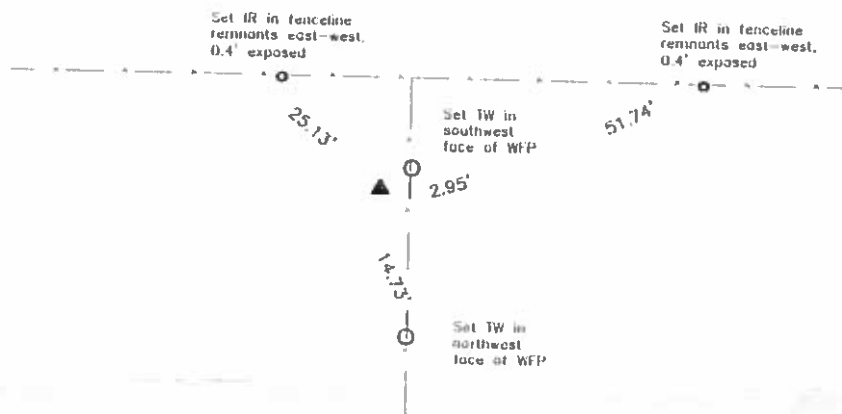 Set IR in fenceline
remnants east-west,
0.4' exposed
Set IR in fenceline
remnants east-west,
0.4' exposed
25.13'
Set TW in
southwest
face of WFP
51.74'
2.95'
14.75'
Set TW in
northwest
face of WFP